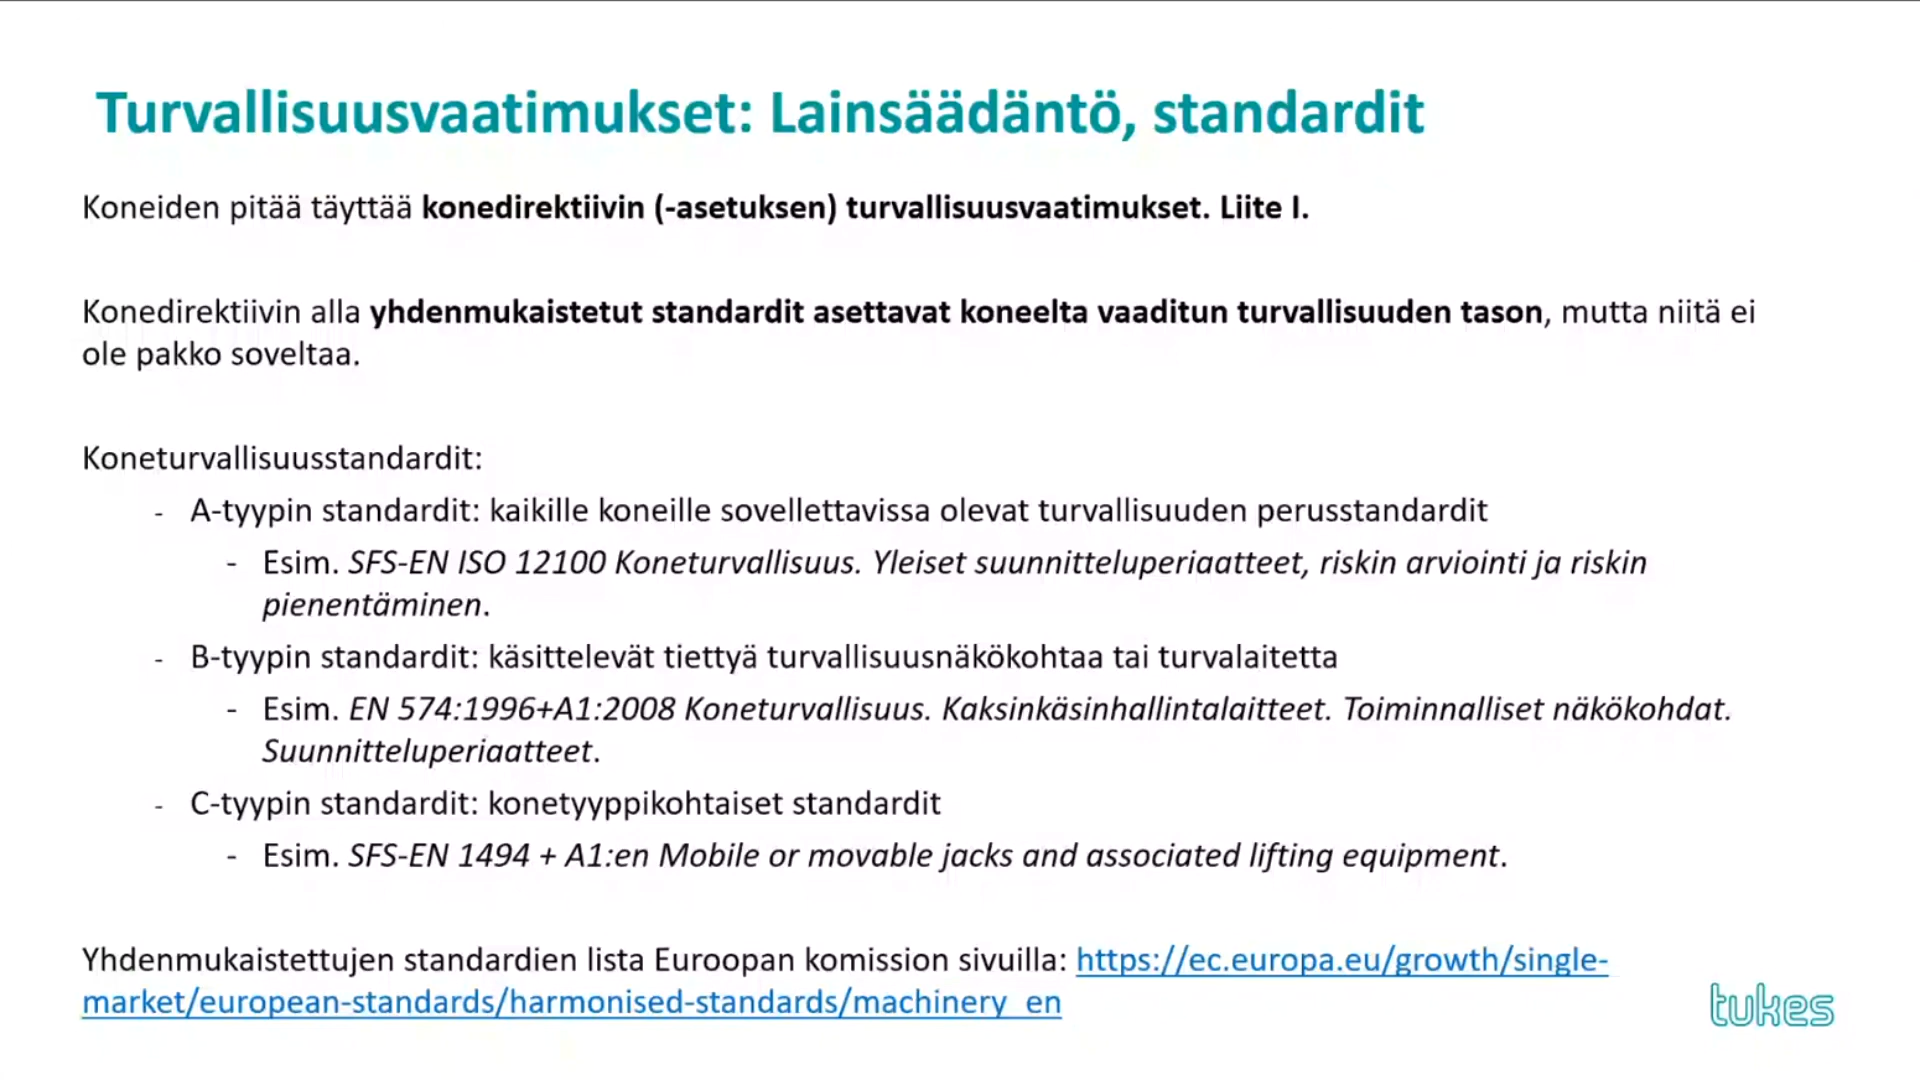 Turvallisuusvaatimukset: Lainsäädäntö, standardit
Koneiden pitää täyttää konedirektiivin (-asetuksen) turvallisuusvaatimukset. Liite I.
Konedirektiivin alla yhdenmukaistetut standardit asettavat koneelta vaaditun turvallisuuden tason, mutta niitä ei
ole pakko soveltaa.
Koneturvallisuusstandardit:
- A-tyypin standardit: kaikille koneille sovellettavissa olevat turvallisuuden perusstandardit
- Esim. SFS-EN ISO 12100 Koneturvallisuus. Yleiset suunnitteluperiaatteet, riskin arviointi ja riskin
pienentäminen.
- B-tyypin standardit: käsittelevät tiettyä turvallisuusnäkökohtaa tai turvalaitetta
- Esim. EN 574:1996+A1:2008 Koneturvallisuus. Kaksinkäsinhallintalaitteet. Toiminnalliset näkökohdat.
Suunnitteluperiaatteet.
- C-tyypin standardit: konetyyppikohtaiset standardit
- Esim. SFS-EN 1494 + A1:en Mobile or movable jacks and associated lifting equipment.
Yhdenmukaistettujen standardien lista Euroopan komission sivuilla: https://ec.europa.eu/growth/single-
market/european-standards/harmonised-standards/machinery_en
tukes